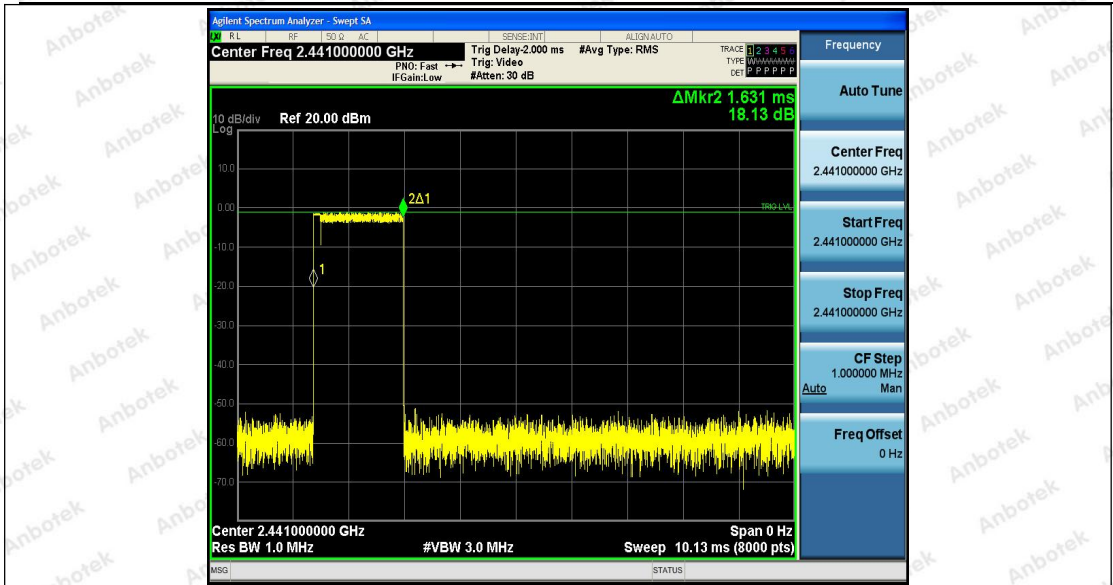 Agilent Spectrum Analyzer - Swept SA
LXI RL RF 50 Ω AC SENSE:INT ALIGN AUTO
Center Freq 2.441000000 GHz
PNO: Fast
IFGain:Low
Trig Delay-2.000 ms
Trig: Video
#Atten: 30 dB
#Avg Type: RMS
TRACE 1 2 3 4 5 6
TYPE
DET P P P P P P
ΔMkr2 1.631 ms
18.13 dB
10 dB/div Ref 20.00 dBm
Log
10.0
0.00
-10.0
-20.0
-30.0
-40.0
-50.0
-60.0
-70.0
2Δ1
1
TRIG LVL
Center 2.441000000 GHz Span 0 Hz
Res BW 1.0 MHz #VBW 3.0 MHz Sweep 10.13 ms (8000 pts)
MSG STATUS
Frequency
Auto Tune
Center Freq
2.441000000 GHz
Start Freq
2.441000000 GHz
Stop Freq
2.441000000 GHz
CF Step
1.000000 MHz
Auto Man
Freq Offset
0 Hz
Anbotek